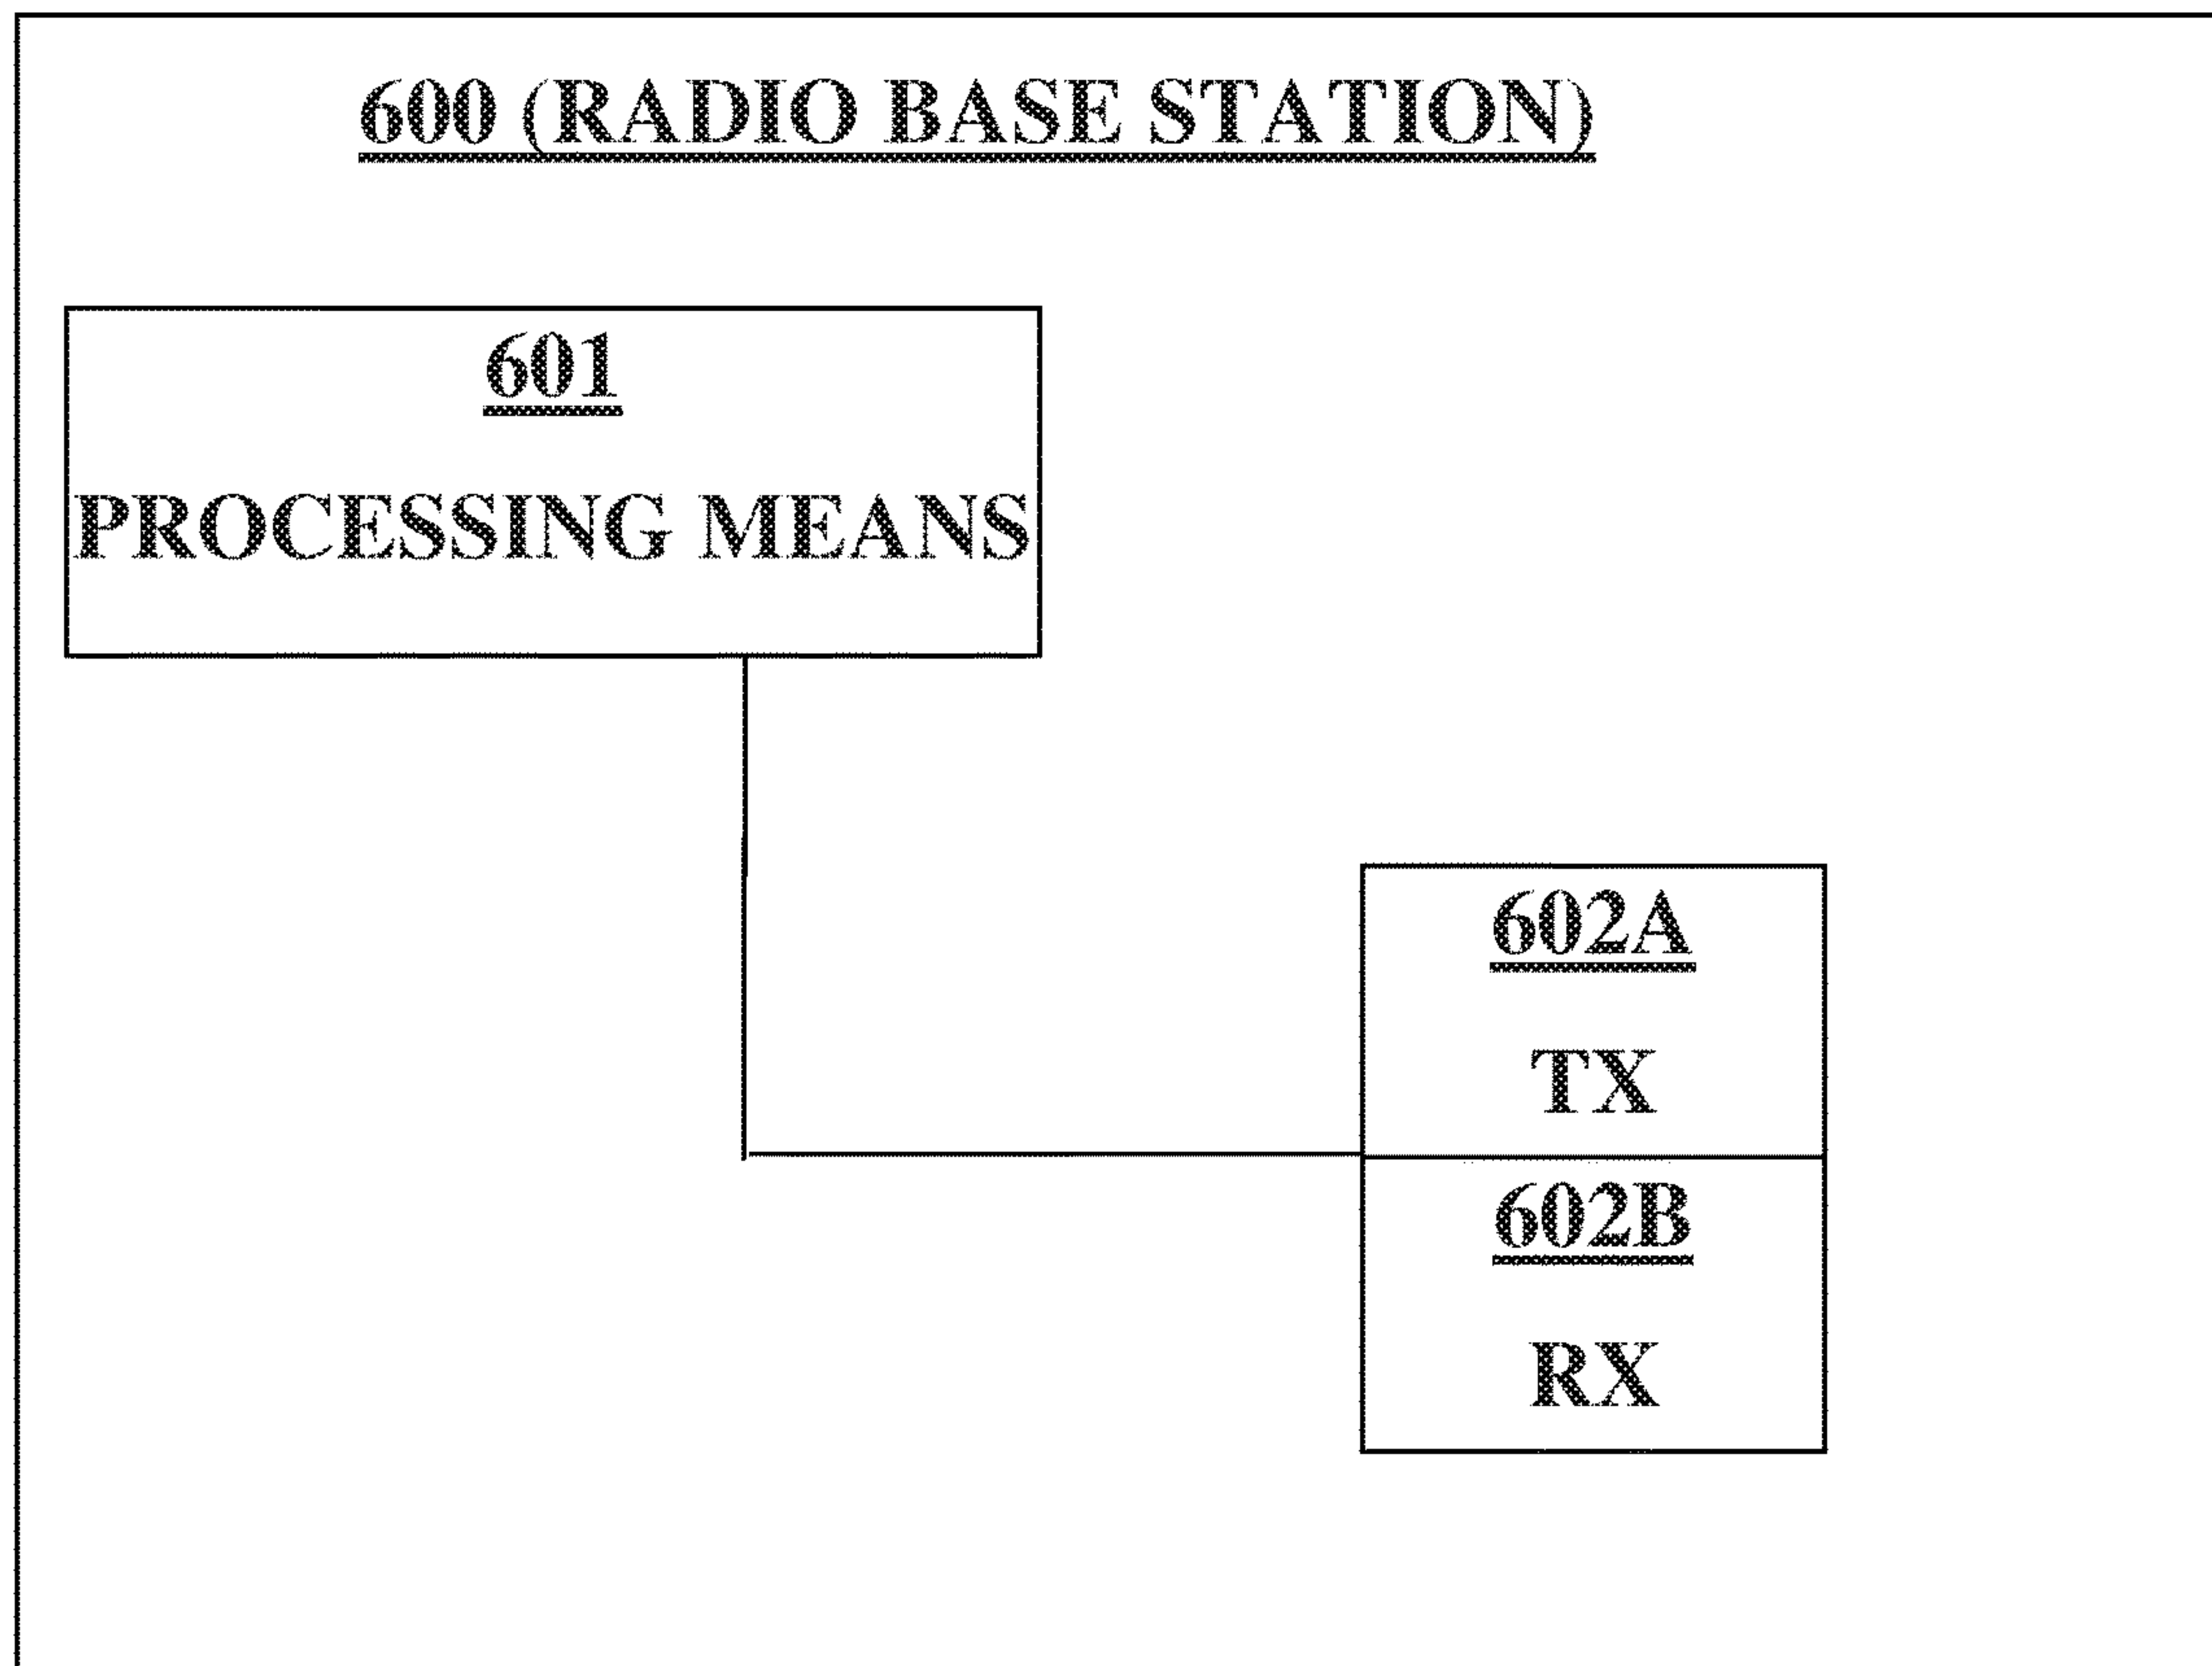 600 (RADIO BASE STATION)
601
PROCESSING MEANS
602A
TX
602B
RX